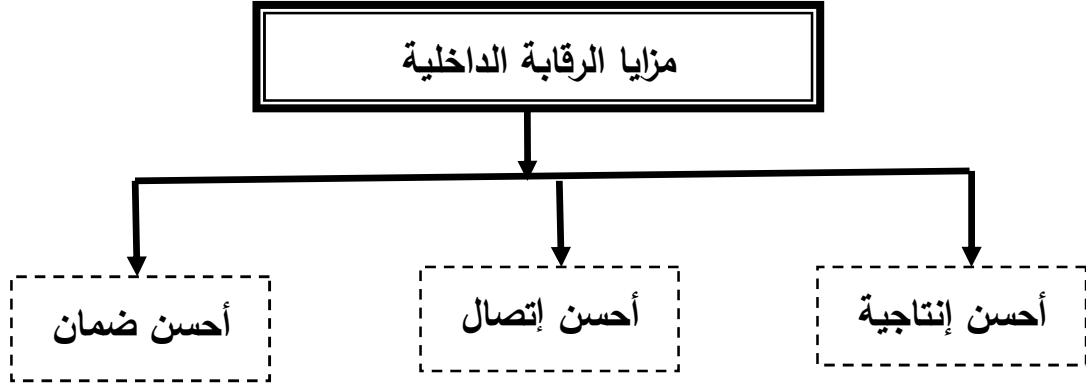 مزايا الرقابة الداخلية
أحسن إنتاجية
أحسن إتصال
أحسن ضمان